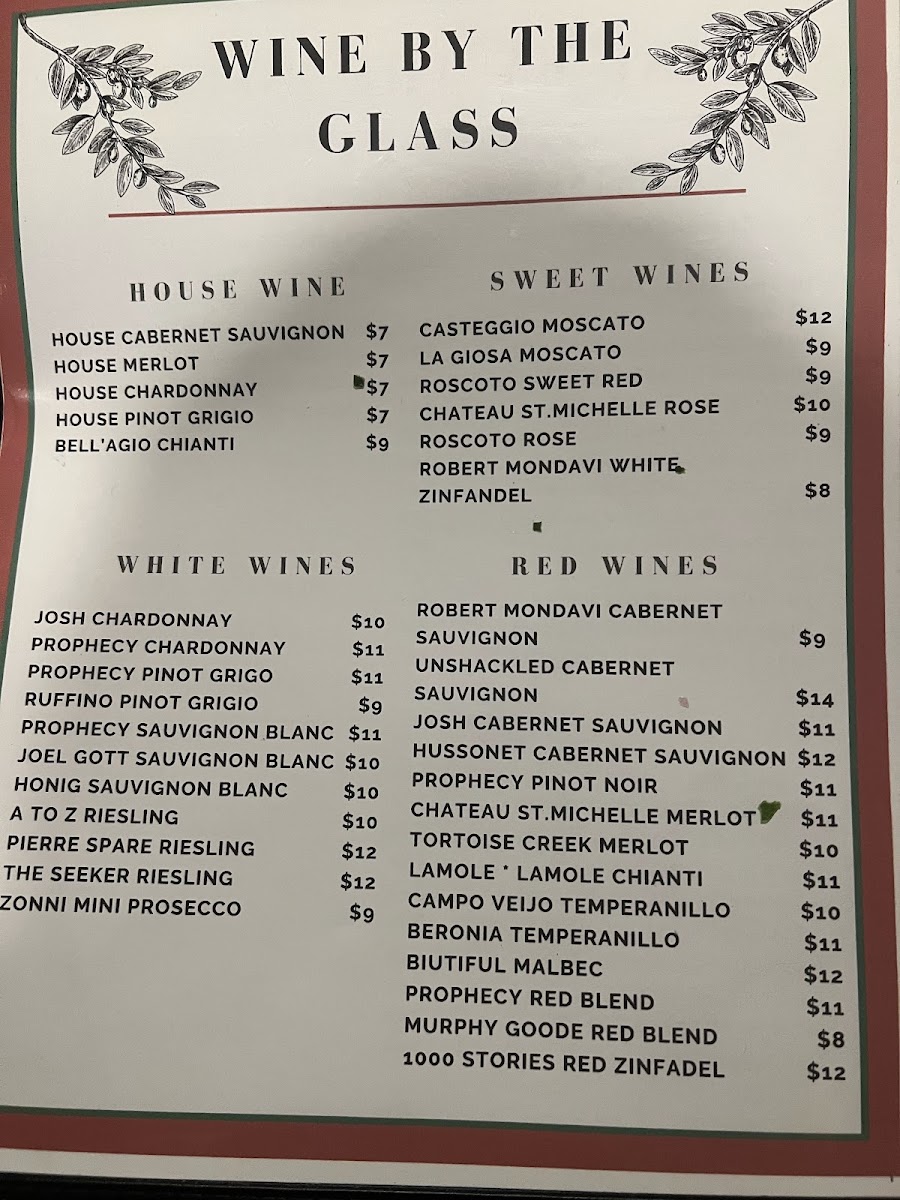 WINE BY THE
GLASS
HOUSE WINE
HOUSE CABERNET SAUVIGNON $7
HOUSE MERLOT $7
HOUSE CHARDONNAY $7
HOUSE PINOT GRIGIO $7
BELL'AGIO CHIANTI $9
SWEET WINES
CASTEGGIO MOSCATO $12
LA GIOSA MOSCATO $9
ROSCOTO SWEET RED $9
CHATEAU ST.MICHELLE ROSE $10
ROSCOTO ROSE $9
ROBERT MONDAVI WHITE
ZINFANDEL $8
WHITE WINES
JOSH CHARDONNAY $10
PROPHECY CHARDONNAY $11
PROPHECY PINOT GRIGO $11
RUFFINO PINOT GRIGIO $9
PROPHECY SAUVIGNON BLANC $11
JOEL GOTT SAUVIGNON BLANC $10
HONIG SAUVIGNON BLANC $10
A TO Z RIESLING $10
PIERRE SPARE RIESLING $12
THE SEEKER RIESLING $12
ZONNI MINI PROSECCO $9
RED WINES
ROBERT MONDAVI CABERNET
SAUVIGNON $9
UNSHACKLED CABERNET
SAUVIGNON $14
JOSH CABERNET SAUVIGNON $11
HUSSONET CABERNET SAUVIGNON $12
PROPHECY PINOT NOIR $11
CHATEAU ST.MICHELLE MERLOT $11
TORTOISE CREEK MERLOT $10
LAMOLE * LAMOLE CHIANTI $11
CAMPO VEIJO TEMPERANILLO $10
BERONIA TEMPERANILLO $11
BIUTIFUL MALBEC $12
PROPHECY RED BLEND $11
MURPHY GOODE RED BLEND $8
1000 STORIES RED ZINFADEL $12